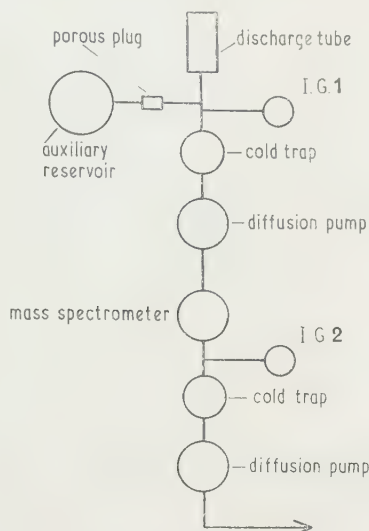 porous plug
discharge tube
I.G.1
auxiliary
reservoir
cold trap
diffusion pump
mass spectrometer
I G 2
cold trap
diffusion pump